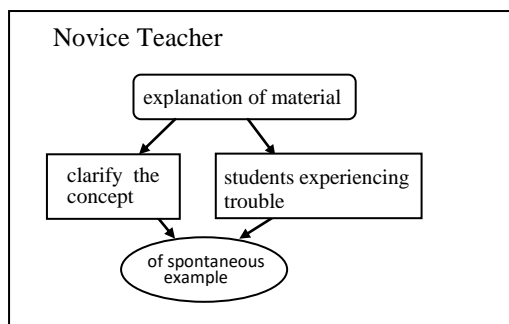 Novice Teacher
explanation of material
clarify the
concept
students experiencing
trouble
of spontaneous
example